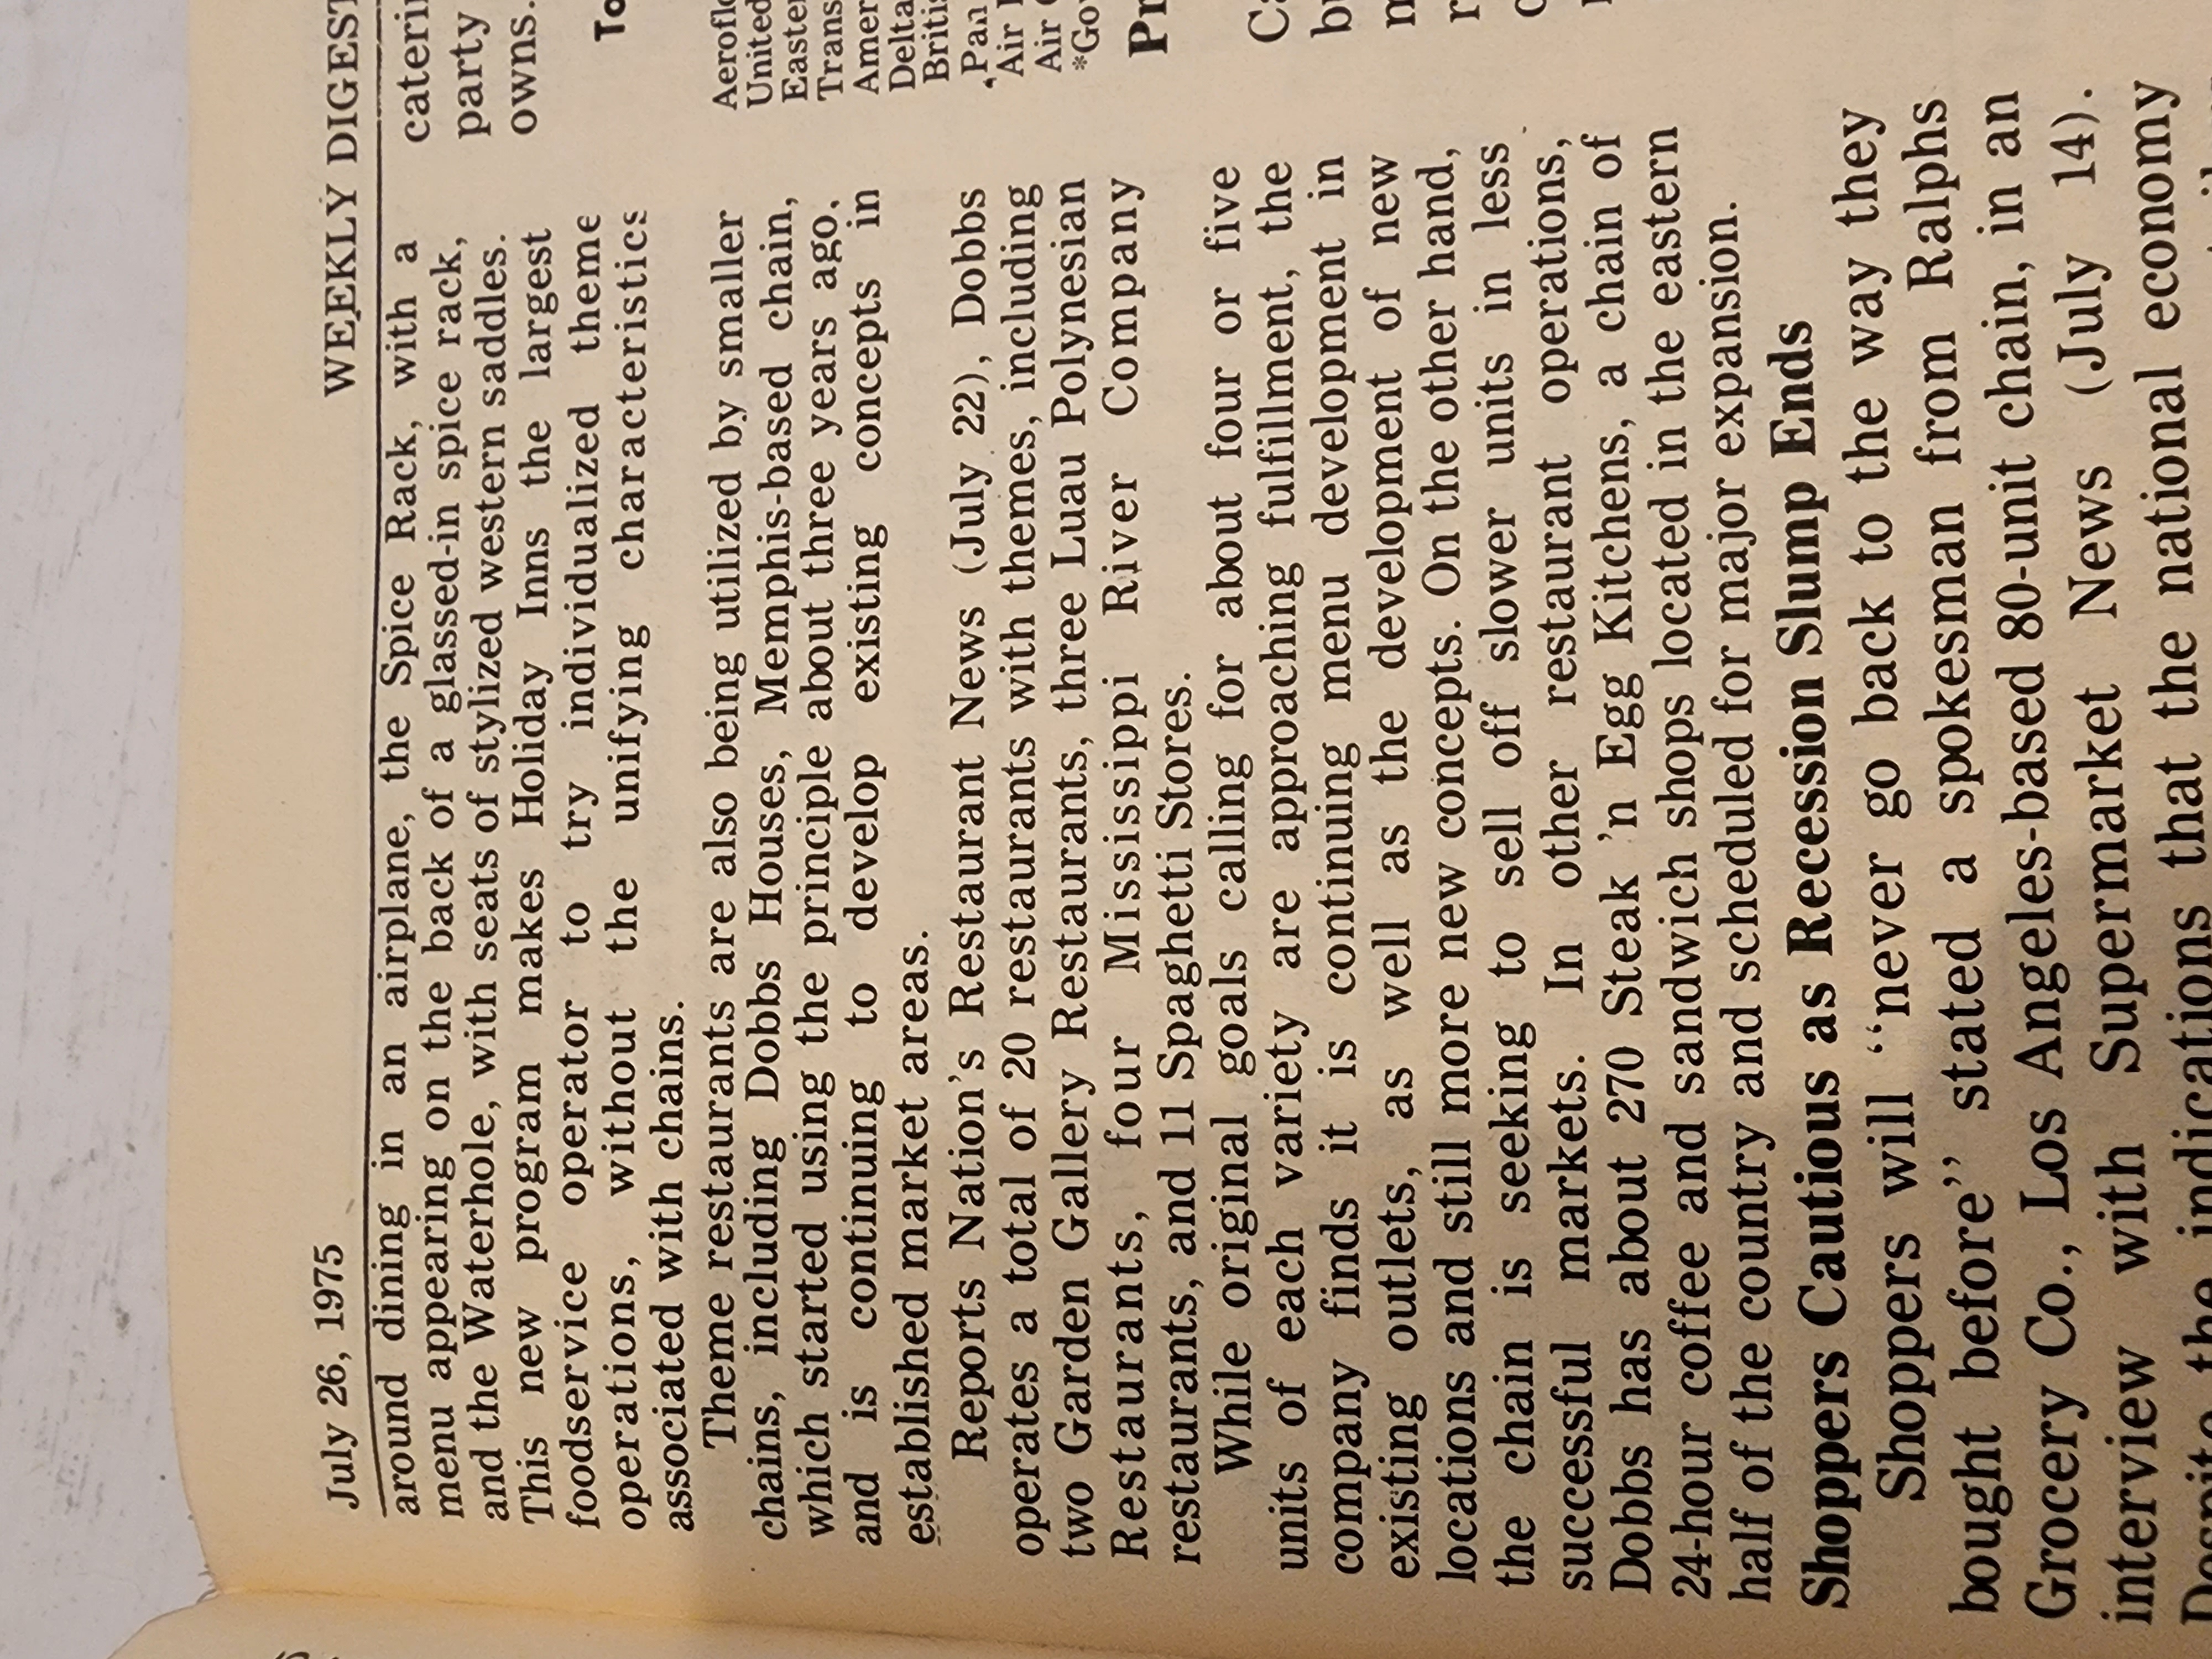 July 26, 1975
WEEKLY DIGEST
around dining in an airplane, the Spice Rack, with a
menu appearing on the back of a glassed-in spice rack,
and the Waterhole, with seats of stylized western saddles.
This new program makes Holiday Inns the largest
foodservice operator to try individualized theme
operations, without the unifying characteristics
associated with chains.
Theme restaurants are also being utilized by smaller
chains, including Dobbs Houses, Memphis-based chain,
which started using the principle about three years ago.
and is continuing to develop existing concepts in
established market areas.
Reports Nation's Restaurant News (July 22), Dobbs
operates a total of 20 restaurants with themes, including
two Garden Gallery Restaurants, three Luau Polynesian
Restaurants, four Mississippi River Company
restaurants, and 11 Spaghetti Stores.
While original goals calling for about four or five
units of each variety are approaching fulfillment, the
company finds it is continuing menu development in
existing outlets, as well as the development of new
locations and still more new concepts. On the other hand,
the chain is seeking to sell off slower units in less
successful markets. In other restaurant operations,
Dobbs has about 270 Steak 'n Egg Kitchens, a chain of
24-hour coffee and sandwich shops located in the eastern
half of the country and scheduled for major expansion.
Shoppers Cautious as Recession Slump Ends
Shoppers will "never go back to the way they
bought before" stated a spokesman from Ralphs
Grocery Co., Los Angeles-based 80-unit chain, in an
interview with Supermarket News (July 14).
Despite the indications that the national economy
party
owns.
United
Delta
Pan
Air
Air